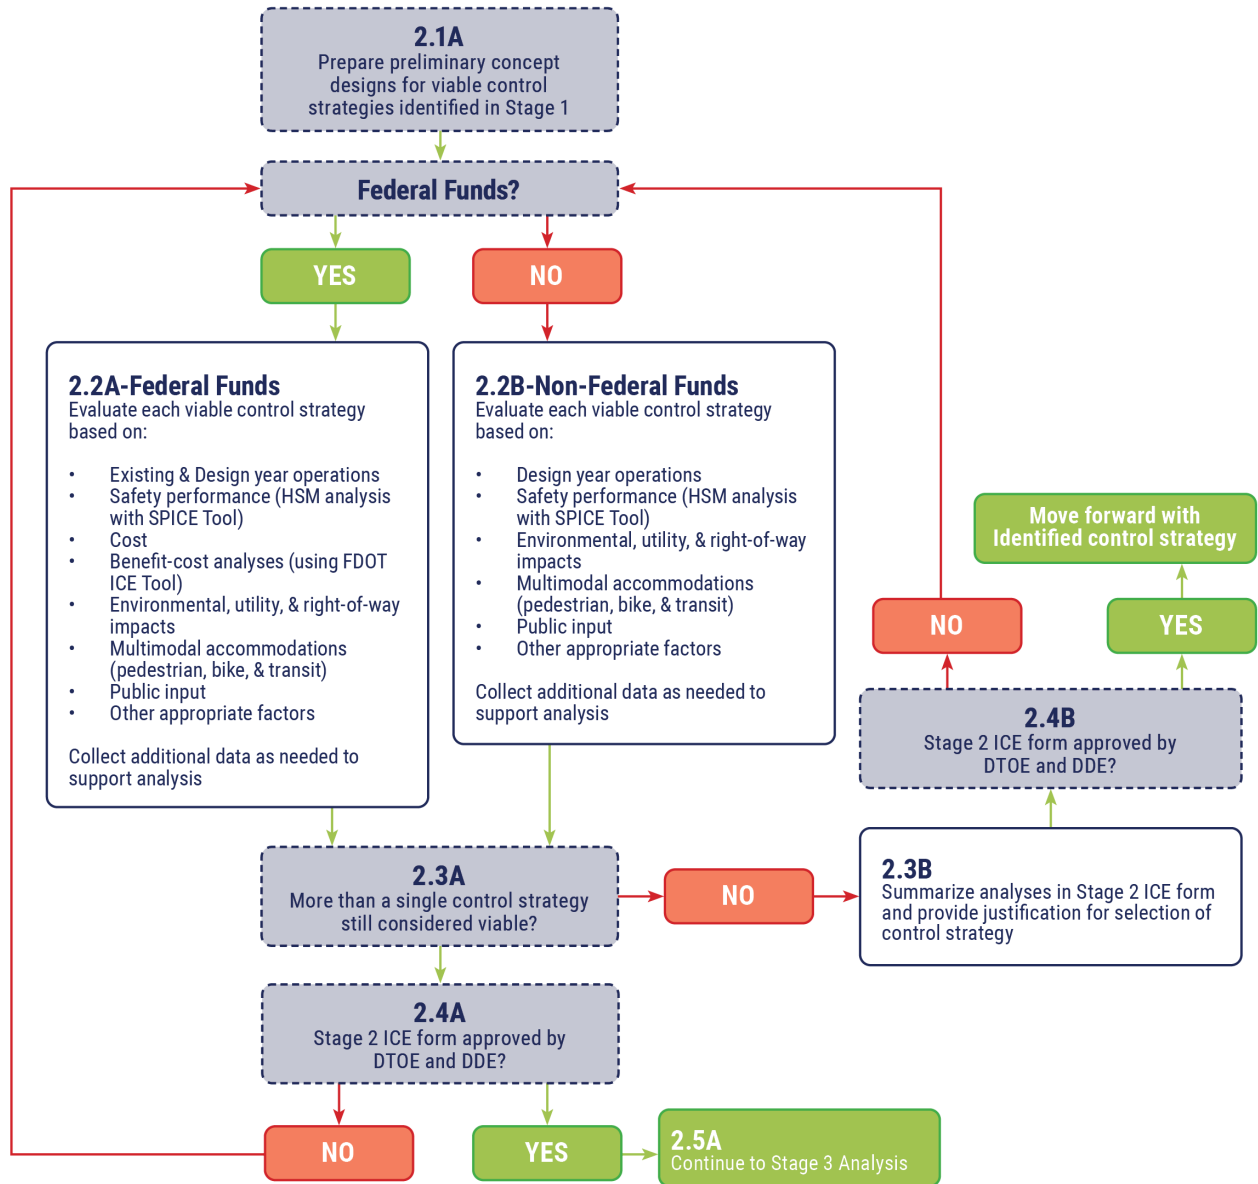 2.1A
Prepare preliminary concept
designs for viable control
strategies identified in Stage 1
Federal Funds?
YES
NO
2.2A-Federal Funds
Evaluate each viable control strategy
based on:
• Existing & Design year operations
• Safety performance (HSM analysis
with SPICE Tool)
• Cost
• Benefit-cost analyses (using FDOT
ICE Tool)
• Environmental, utility, & right-of-way
impacts
• Multimodal accommodations
(pedestrian, bike, & transit)
• Public input
• Other appropriate factors
Collect additional data as needed to
support analysis
2.2B-Non-Federal Funds
Evaluate each viable control strategy
based on:
• Design year operations
• Safety performance (HSM analysis
with SPICE Tool)
• Environmental, utility, & right-of-way
impacts
• Multimodal accommodations
(pedestrian, bike, & transit)
• Public input
• Other appropriate factors
Collect additional data as needed to
support analysis
Move forward with
Identified control strategy
NO
YES
2.4B
Stage 2 ICE form approved by
DTOE and DDE?
2.3A
More than a single control strategy
still considered viable?
NO
2.3B
Summarize analyses in Stage 2 ICE form
and provide justification for selection of
control strategy
2.4A
Stage 2 ICE form approved by
DTOE and DDE?
NO
YES
2.5A
Continue to Stage 3 Analysis